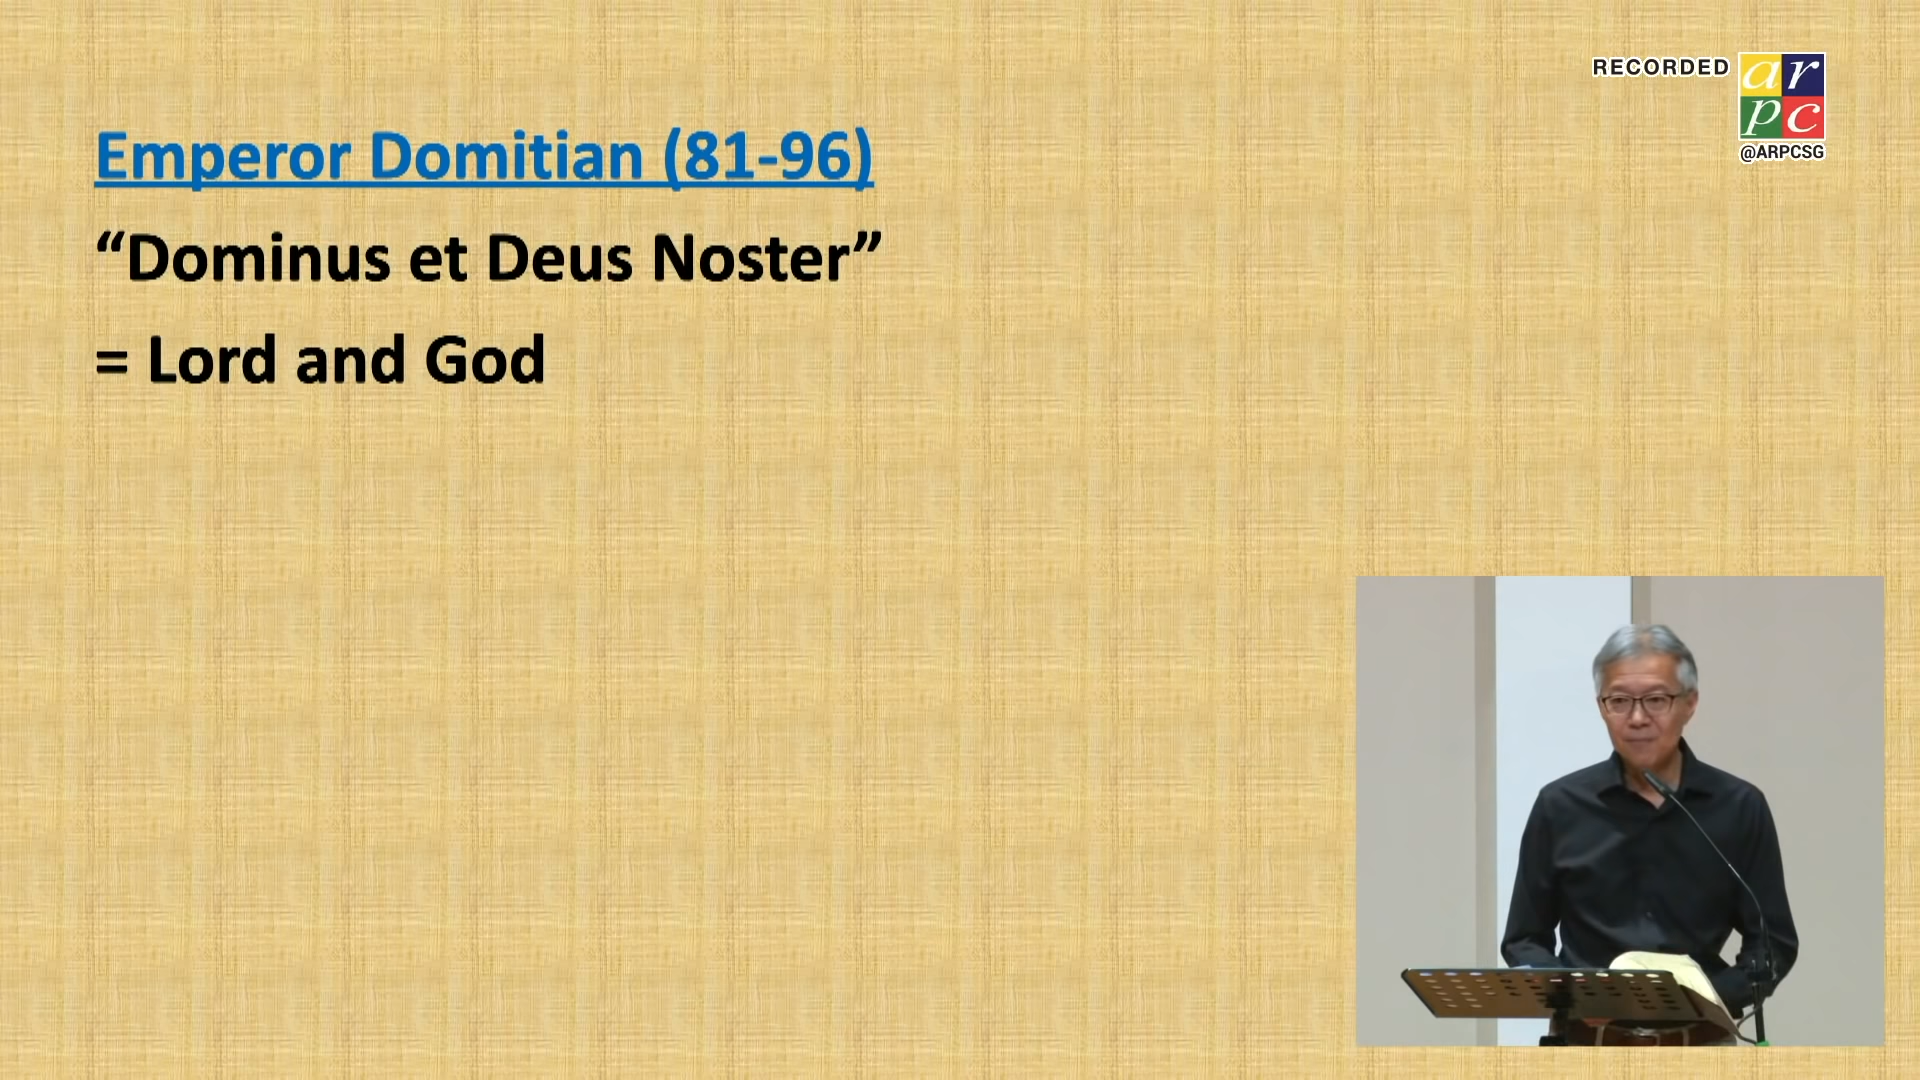 RECORDED
ar
pc
@ARPCSG
Emperor Domitian (81-96)
“Dominus et Deus Noster”
= Lord and God